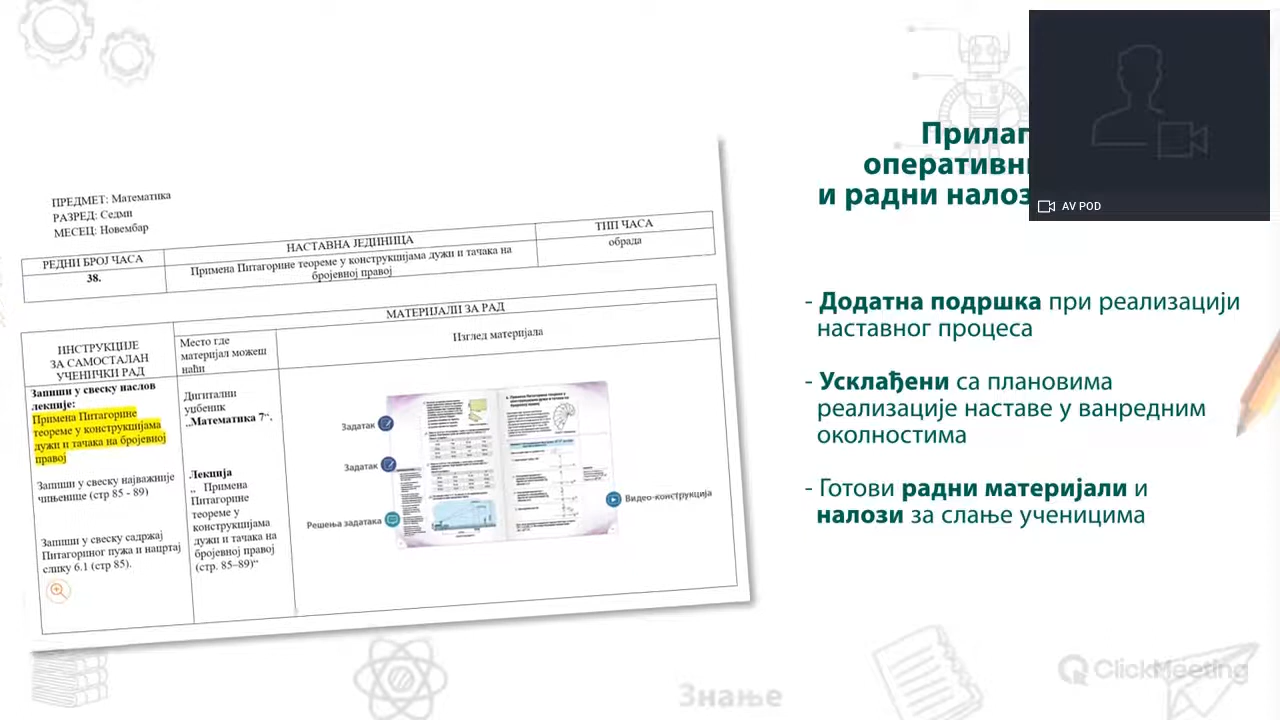 ПРЕДМЕТ: Математика
РАЗРЕД: Седми
МЕСЕЦ: Новембар
РЕДНИ БРОЈ ЧАСА
НАСТАВНА ЈЕДИНИЦА
ТИП ЧАСА
38.
Примена Питагорине теореме у конструкцијама дужи и тачака на
бројевној правој
обрада
ИНСТРУКЦИЈЕ
ЗА САМОСТАЛАН
УЧЕНИЧКИ РАД
МАТЕРИЈАЛИ ЗА РАД
Место где
материјал можеш
наћи
Изглед материјала
Запиши у свеску наслов
лекције:
Примена Питагорине
теореме у конструкцијама
дужи и тачака на бројевној
правој
Запиши у свеску најважније
чињенице (стр 85 - 89)
Запиши у свеску садржај
Питагориног пужа и нацртај
слику 6.1 (стр 85).
Дигитални
уџбеник
„Математика 7“.
Лекција
„ Примена
Питагорине
теореме у
конструкцијама
дужи и тачака на
бројевној правој
(стр. 85–89)“
Задатак
Задатак
Решења задатака
Видео-конструкција
и радни
- Додатна подршка при реализацији
наставног процеса
- Усклађени са плановима
реализације наставе у ванредним
околностима
- Готови радни материјали и
налози за слање ученицима
AV POD
Знање
ClickMeeting